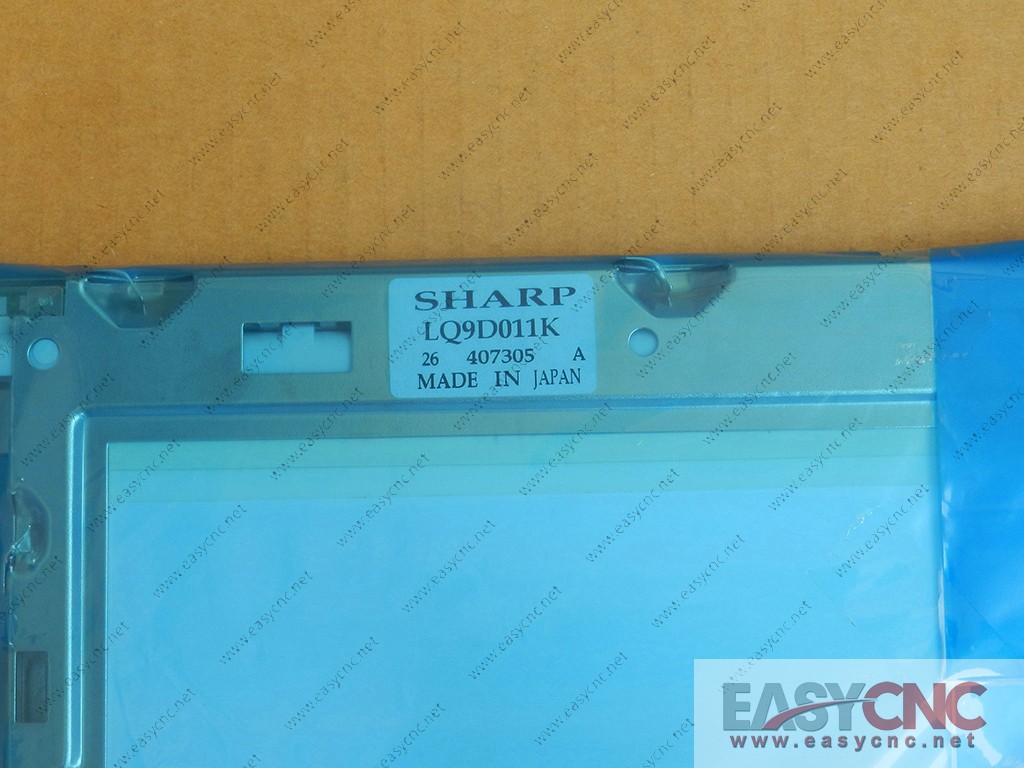 SHARP
LQ9D011K
26 407305 A
MADE IN JAPAN
EASYCNC
www.easycnc.net